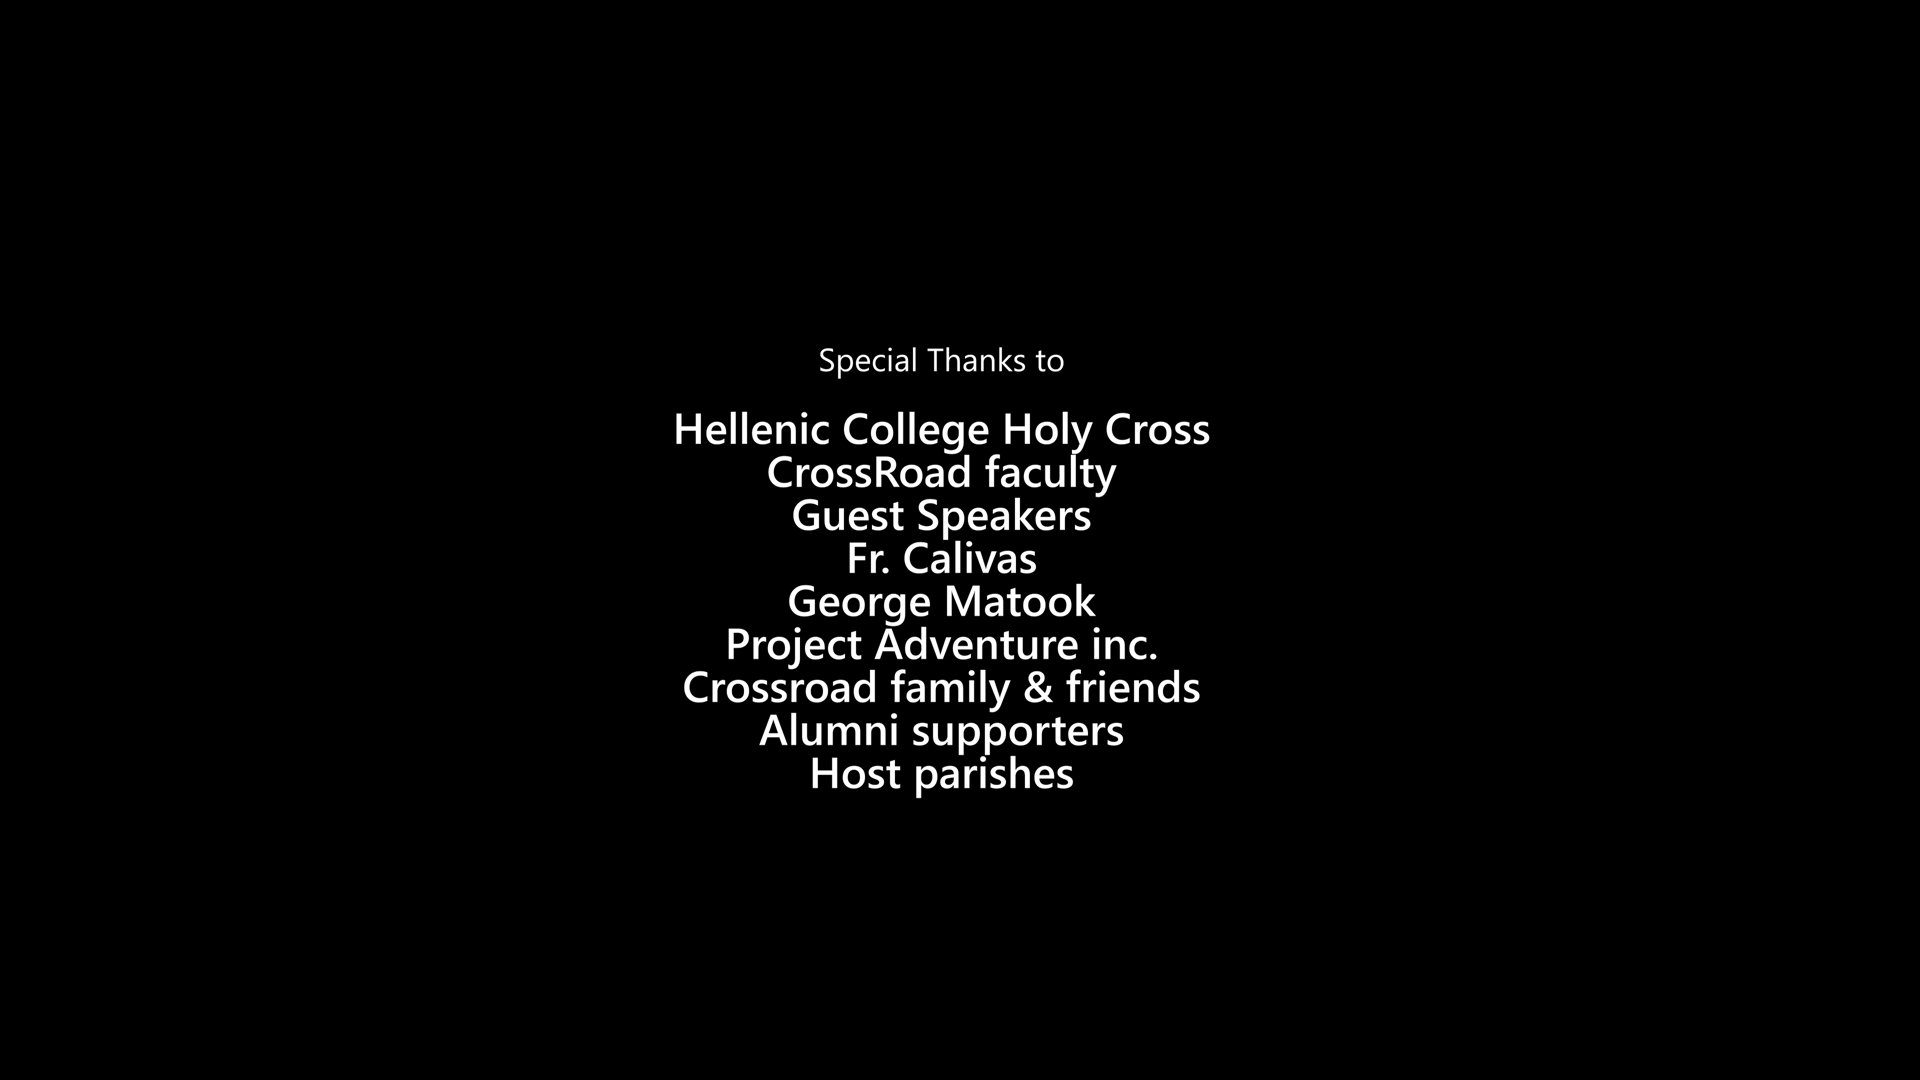 Special Thanks to
Hellenic College Holy Cross
CrossRoad faculty
Guest Speakers
Fr. Calivas
George Matook
Project Adventure inc.
Crossroad family & friends
Alumni supporters
Host parishes